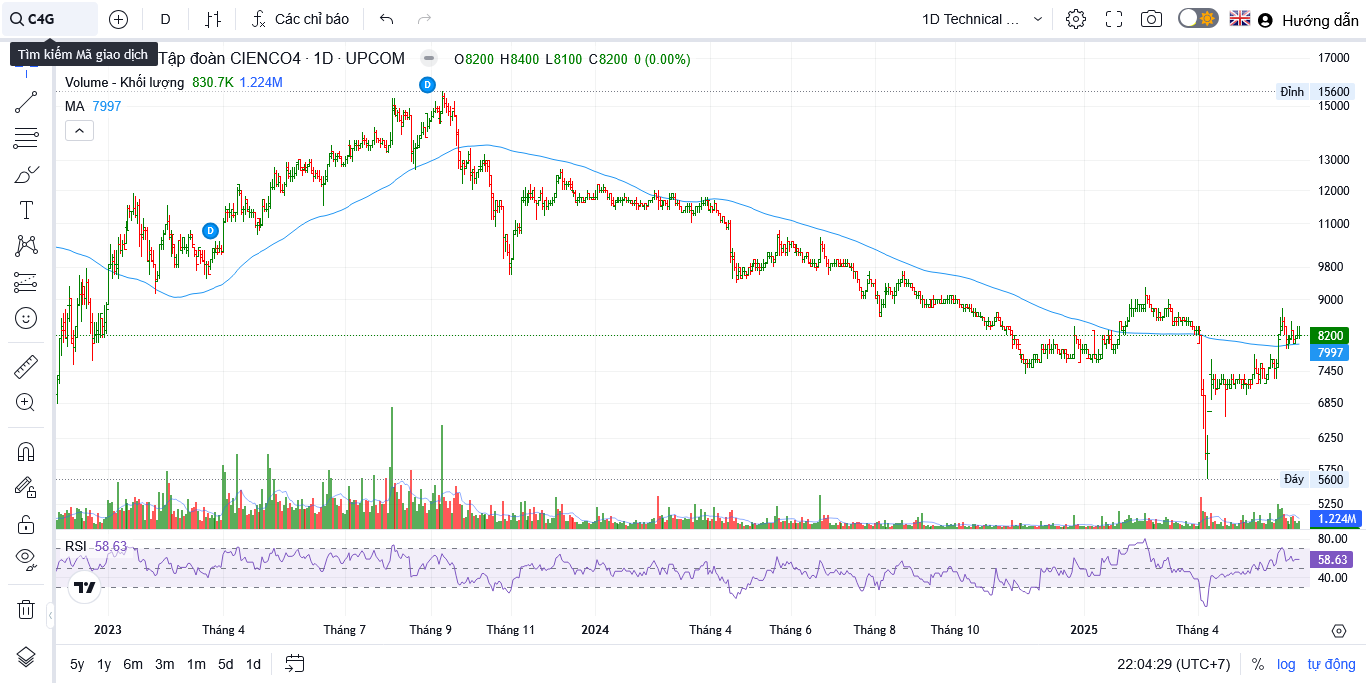 C4G
D
Các chỉ báo
1D Technical ...
Hướng dẫn
Tìm kiếm Mã giao dịch
Tập đoàn CIENCO4 · 1D · UPCOM
O8200 H8400 L8100 C8200 0 (0.00%)
Volume - Khối lượng 830.7K 1.224M
MA 7997
D
D
17000
Đỉnh 15600
15000
13000
12000
11000
9800
9000
8200
7997
7450
6850
6250
5750
Đáy 5600
5250
1.224M
RSI 58.63
80.00
58.63
40.00
2023
Tháng 4
Tháng 7
Tháng 9
Tháng 11
2024
Tháng 4
Tháng 6
Tháng 8
Tháng 10
2025
Tháng 4
5y 1y 6m 3m 1m 5d 1d
22:04:29 (UTC+7)
% log tự động